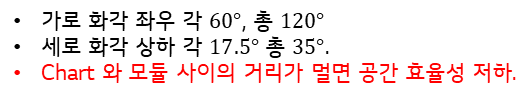 • 가로 화각 좌우 각 60°, 총 120°
• 세로 화각 상하 각 17.5° 총 35°.
• Chart 와 모듈 사이의 거리가 멀면 공간 효율성 저하.